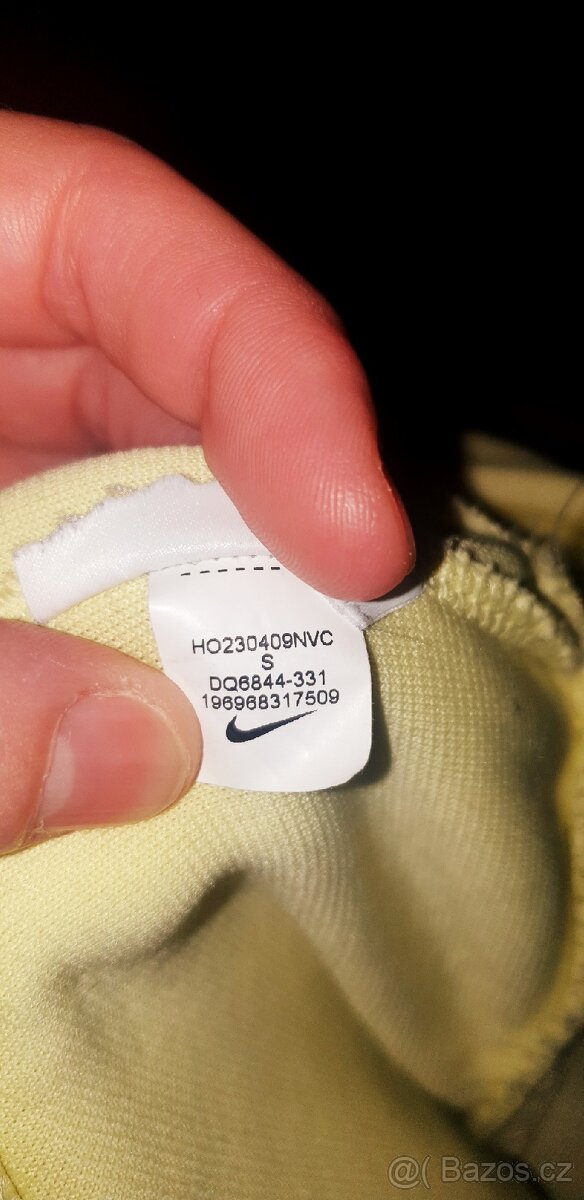 HO230409NVC
S
DQ6844-331
196968317509
@( Bazos.cz